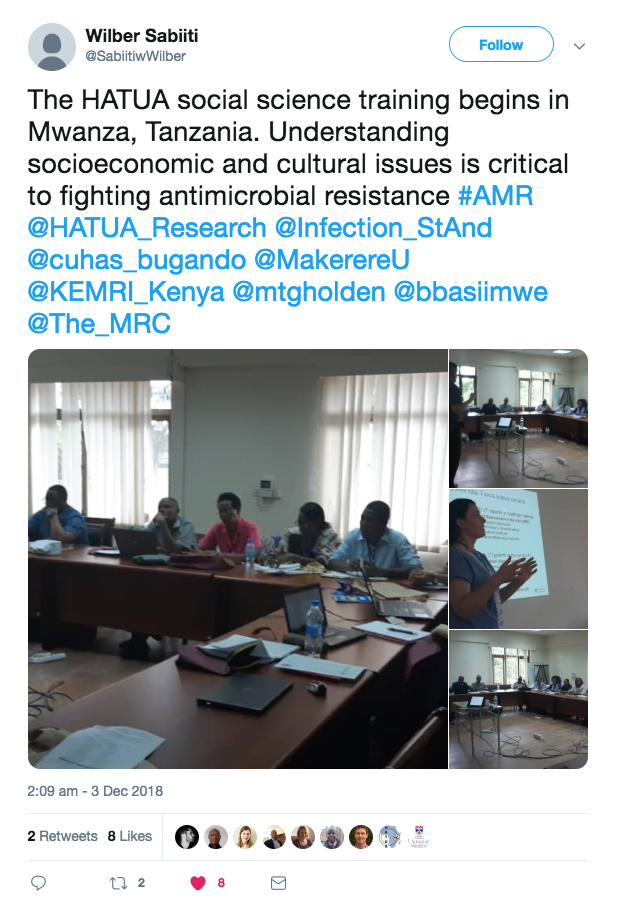 Wilber Sabiiti
@SabiitiwWilber
Follow
The HATUA social science training begins in
Mwanza, Tanzania. Understanding
socioeconomic and cultural issues is critical
to fighting antimicrobial resistance #AMR
@HATUA_Research @Infection_StAnd
@cuhas_bugando @MakerereU
@KEMRI_Kenya @mtgholden @bbasiimwe
@The_MRC
2:09 am - 3 Dec 2018
2 Retweets 8 Likes
2
8